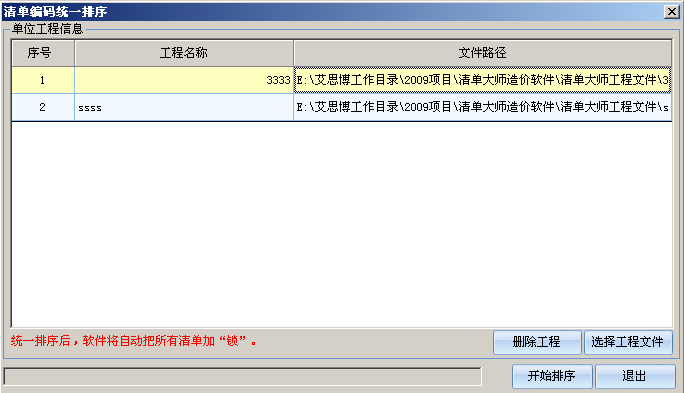 清单编码统一排序
单位工程信息
序号 工程名称 文件路径
1 3333 E:\艾思博工作目录\2009项目\清单大师造价软件\清单大师工程文件\3
2 ssss E:\艾思博工作目录\2009项目\清单大师造价软件\清单大师工程文件\s
统一排序后，软件将自动把所有清单加“锁”。
删除工程 选择工程文件
开始排序 退出